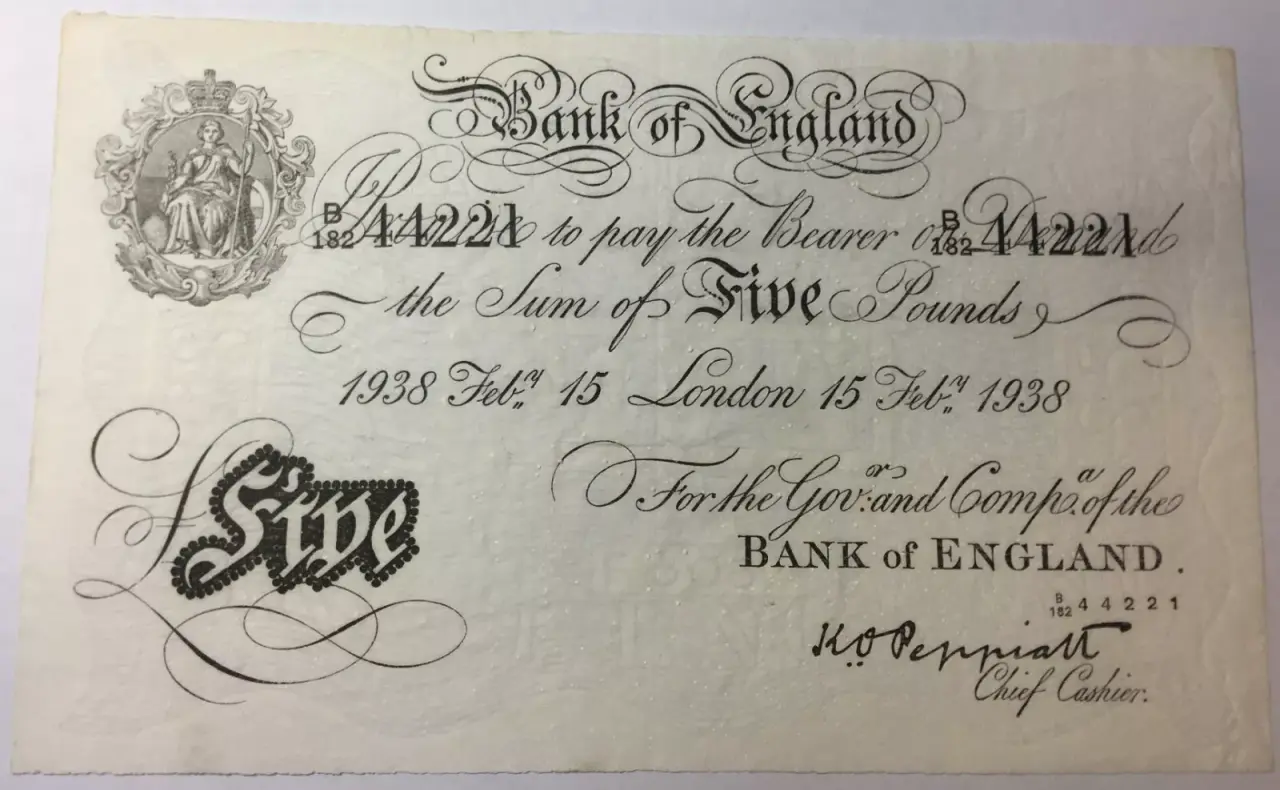 Bank of England
I Promise to pay the Bearer on Demand
B/182 44221 B/182 44221
the Sum of Five Pounds
1938 Feby 15 London 15 Feby 1938
Five
For the Govr: and Compa. of the
BANK of ENGLAND.
B/182 44221
K.O. Peppiatt
Chief Cashier.